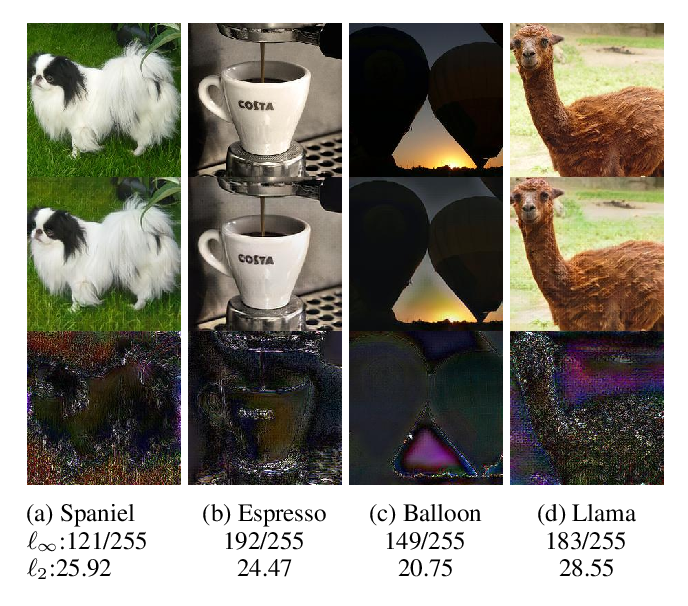 COSTA
COSTA
(a) Spaniel
(b) Espresso
(c) Balloon
(d) Llama
ℓ∞:121/255
192/255
149/255
183/255
ℓ2:25.92
24.47
20.75
28.55